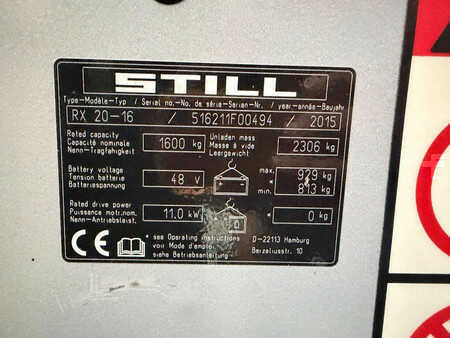 STILL
Type-Modèle-Typ / Serial no.-No. de série-Serien-Nr. / year-année-Baujahr
RX 20-16 / 516211F00494 / 2015
Rated capacity
Capacité nominale 1600 kg
Nenn-Tragfähigkeit
Unladen mass
Masse à vide 2306 kg
Leergewicht
Battery voltage
Tension batterie 48 V
Batteriespannung
max. 929 kg
min. 813 kg
Rated drive power
Puissance motr.nom. 11.0 kW
Nenn-Antriebsleist.
* 0 kg
CE
* see Operating instructions
voir Mode d'emploi
siehe Betriebsanleitung
D-22113 Hamburg
Berzeliusstr. 10